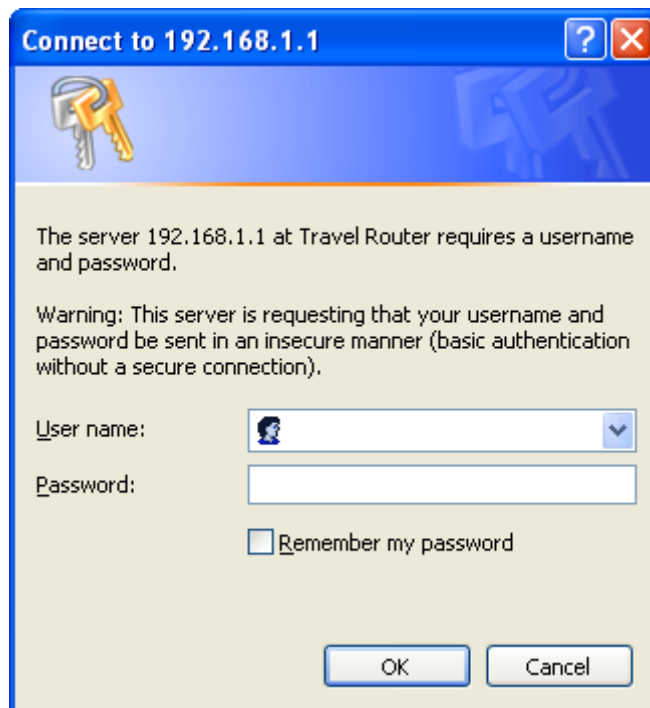 Connect to 192.168.1.1
The server 192.168.1.1 at Travel Router requires a username
and password.
Warning: This server is requesting that your username and
password be sent in an insecure manner (basic authentication
without a secure connection).
User name:
Password:
Remember my password
OK Cancel